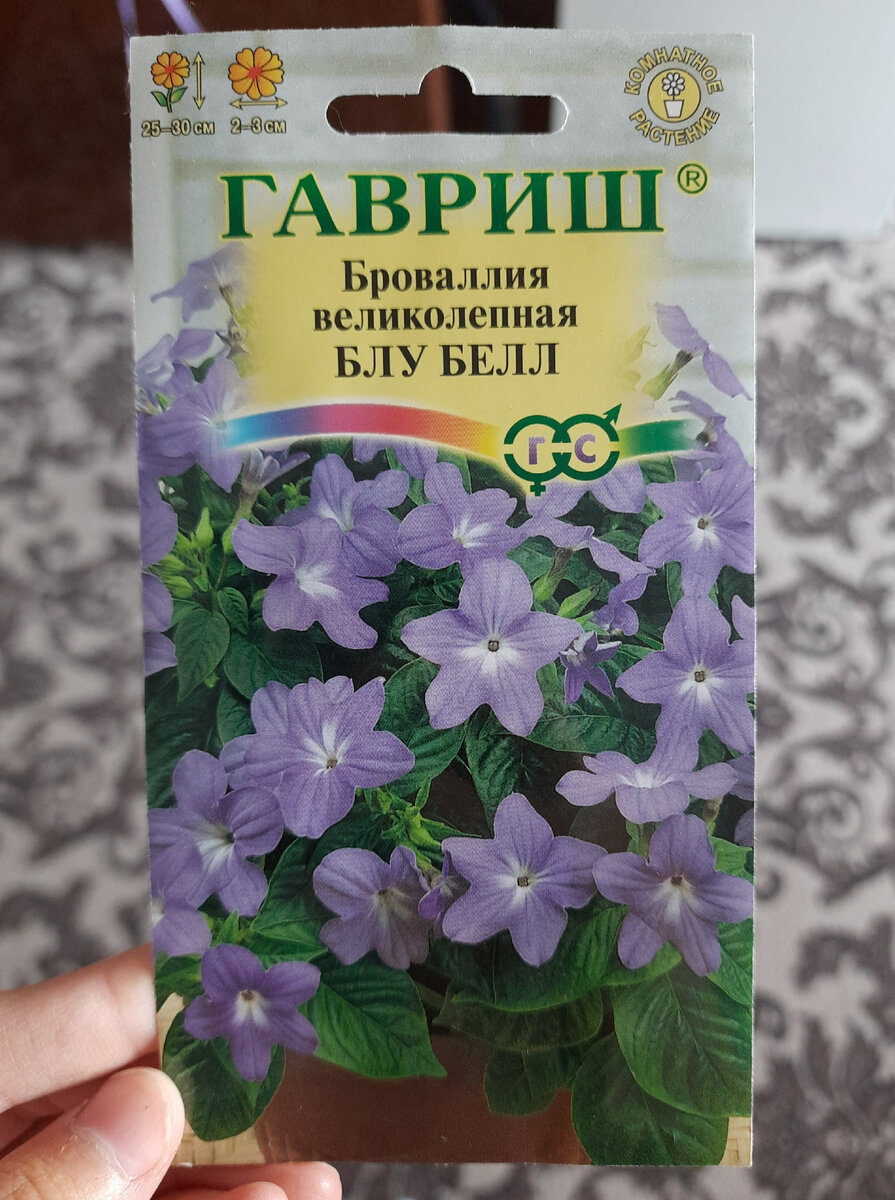 25–30 см
2–3 см
КОМНАТНОЕ
РАСТЕНИЕ
ГАВРИШ®
Броваллия
великолепная
БЛУ БЕЛЛ
г с